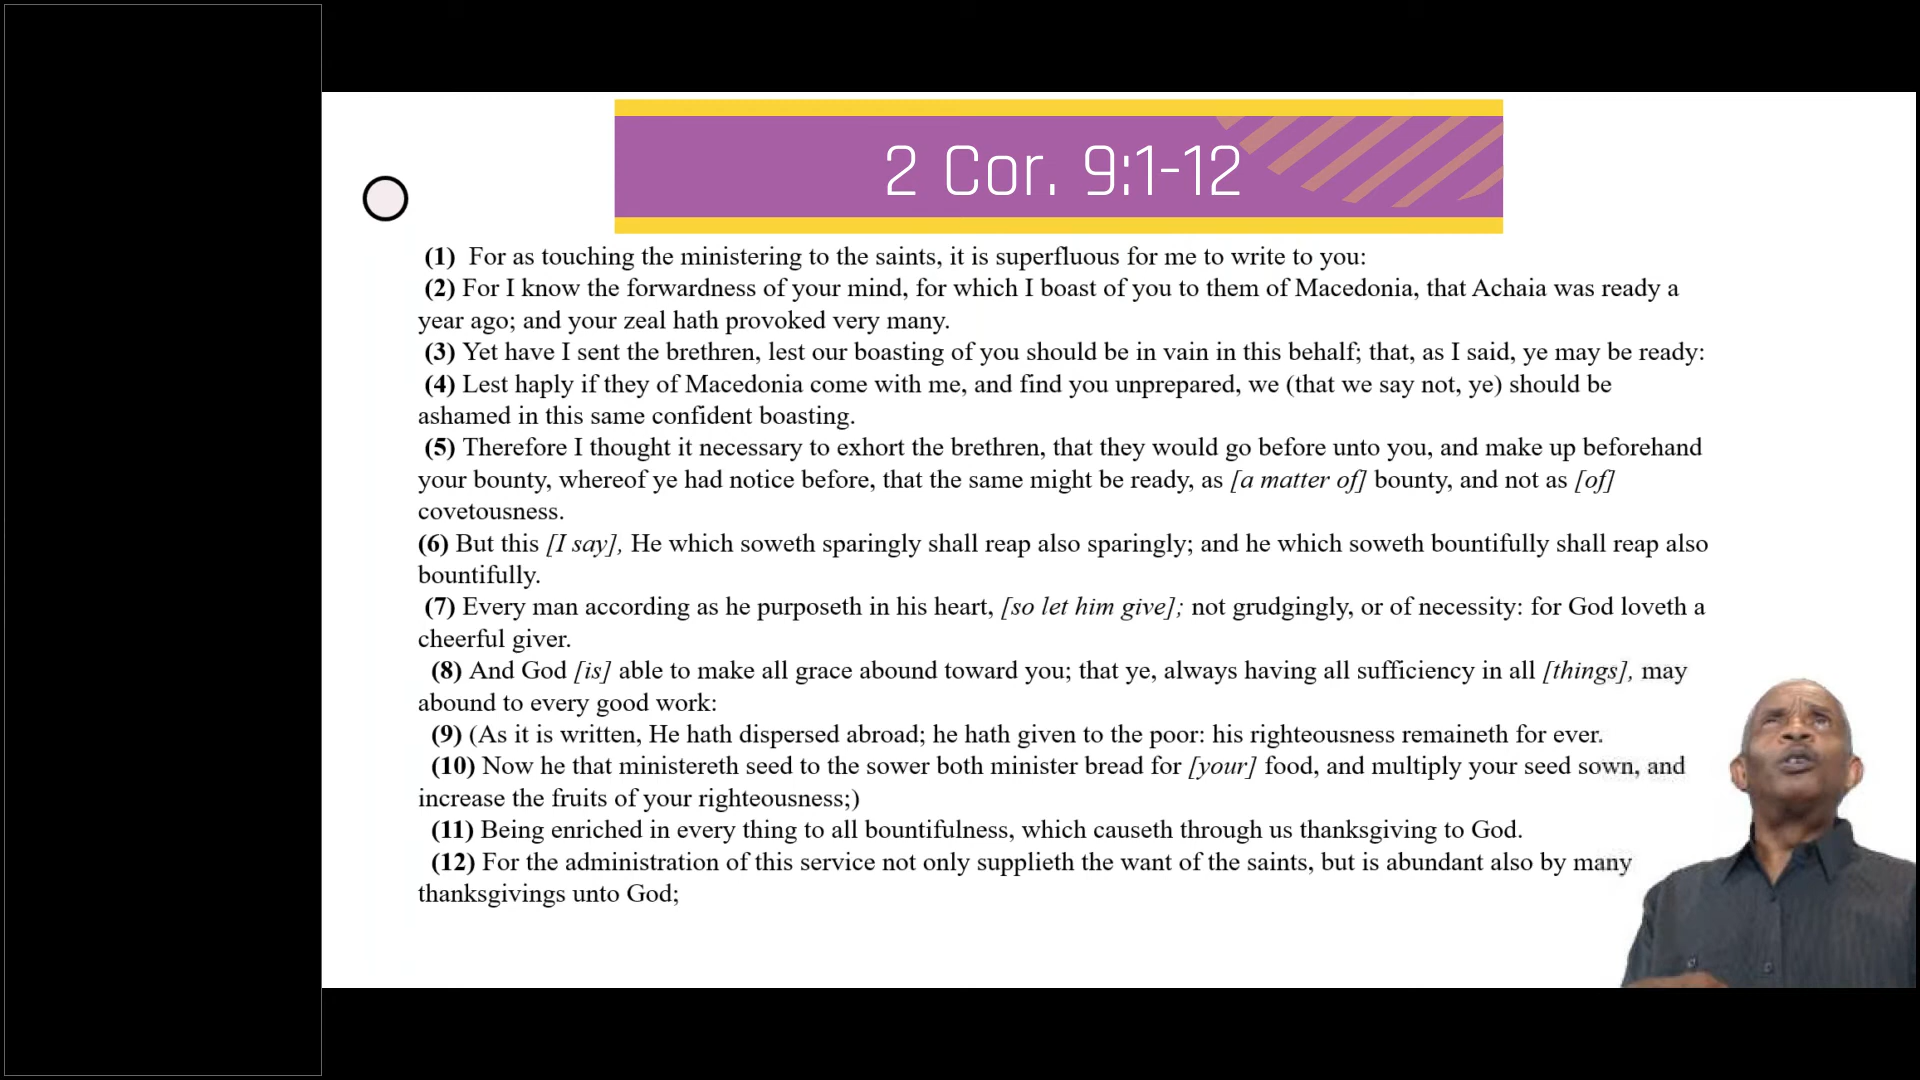 2 Cor. 9:1-12
(1) For as touching the ministering to the saints, it is superfluous for me to write to you:
(2) For I know the forwardness of your mind, for which I boast of you to them of Macedonia, that Achaia was ready a
year ago; and your zeal hath provoked very many.
(3) Yet have I sent the brethren, lest our boasting of you should be in vain in this behalf; that, as I said, ye may be ready:
(4) Lest haply if they of Macedonia come with me, and find you unprepared, we (that we say not, ye) should be
ashamed in this same confident boasting.
(5) Therefore I thought it necessary to exhort the brethren, that they would go before unto you, and make up beforehand
your bounty, whereof ye had notice before, that the same might be ready, as [a matter of] bounty, and not as [of]
covetousness.
(6) But this [I say], He which soweth sparingly shall reap also sparingly; and he which soweth bountifully shall reap also
bountifully.
(7) Every man according as he purposeth in his heart, [so let him give]; not grudgingly, or of necessity: for God loveth a
cheerful giver.
(8) And God [is] able to make all grace abound toward you; that ye, always having all sufficiency in all [things], may
abound to every good work:
(9) (As it is written, He hath dispersed abroad; he hath given to the poor: his righteousness remaineth for ever.
(10) Now he that ministereth seed to the sower both minister bread for [your] food, and multiply your seed sown, and
increase the fruits of your righteousness;)
(11) Being enriched in every thing to all bountifulness, which causeth through us thanksgiving to God.
(12) For the administration of this service not only supplieth the want of the saints, but is abundant also by many
thanksgivings unto God;